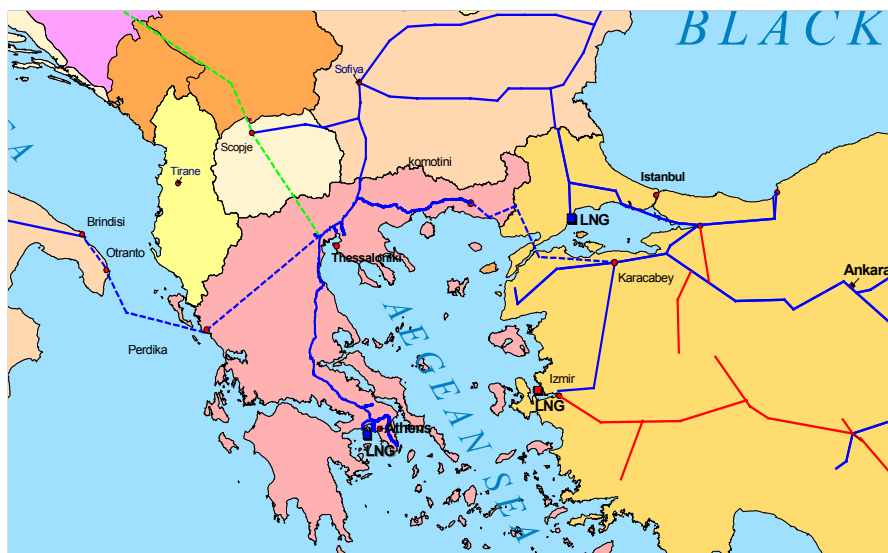 BLACK
Sofiya
Scopje
komotini
Tirane
Istanbul
LNG
Brindisi
Otranto
Thessaloniki
Karacabey
Ankara
Perdika
AEGEAN SEA
Izmir
LNG
Athens
LNG
A